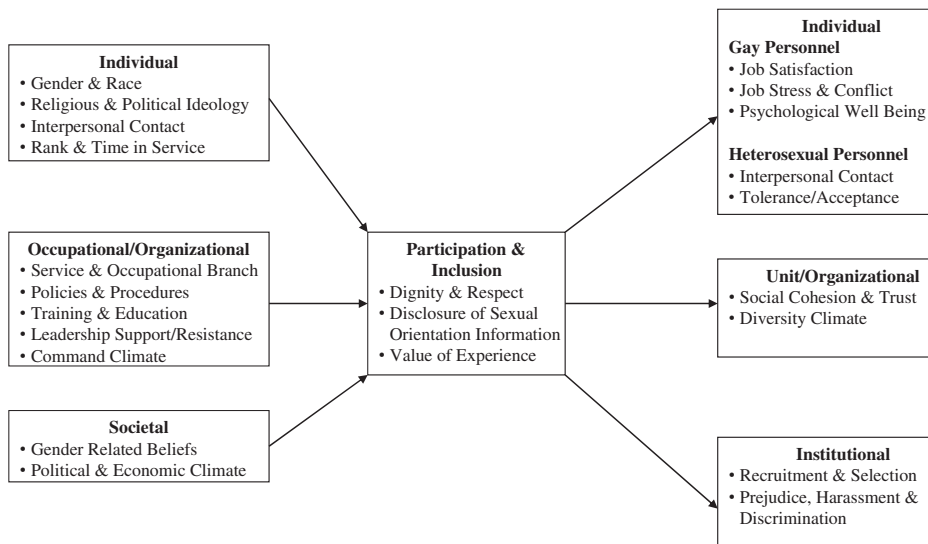 Individual
• Gender & Race
• Religious & Political Ideology
• Interpersonal Contact
• Rank & Time in Service
Occupational/Organizational
• Service & Occupational Branch
• Policies & Procedures
• Training & Education
• Leadership Support/Resistance
• Command Climate
Societal
• Gender Related Beliefs
• Political & Economic Climate
Participation &
Inclusion
• Dignity & Respect
• Disclosure of Sexual
Orientation Information
• Value of Experience
Individual
Gay Personnel
• Job Satisfaction
• Job Stress & Conflict
• Psychological Well Being
Heterosexual Personnel
• Interpersonal Contact
• Tolerance/Acceptance
Unit/Organizational
• Social Cohesion & Trust
• Diversity Climate
Institutional
• Recruitment & Selection
• Prejudice, Harassment &
Discrimination